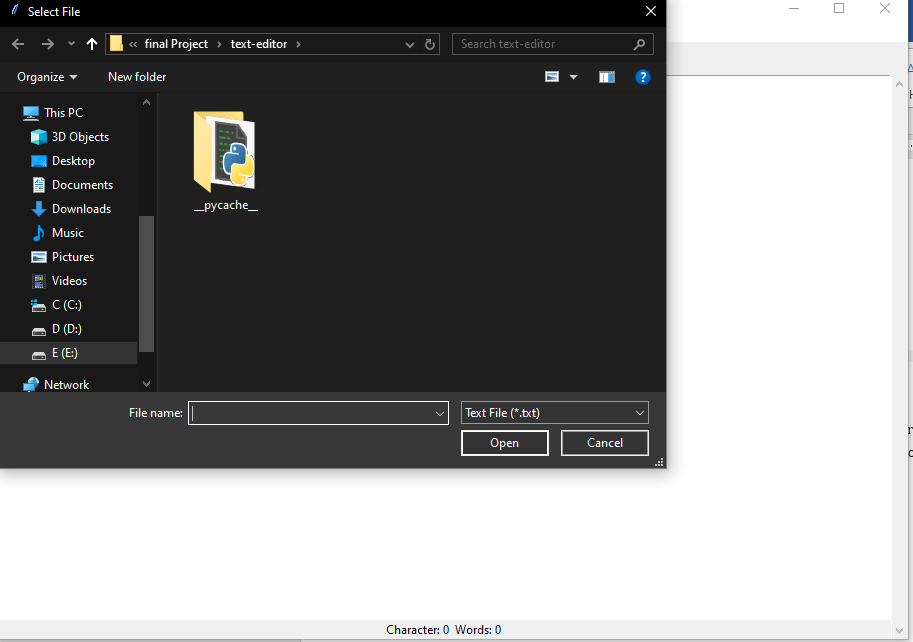 Select File
« final Project › text-editor ›
Search text-editor
Organize
New folder
?
This PC
3D Objects
Desktop
Documents
Downloads
Music
Pictures
Videos
C (C:)
D (D:)
E (E:)
Network
__pycache__
File name:
Text File (*.txt)
Open
Cancel
Character: 0 Words: 0